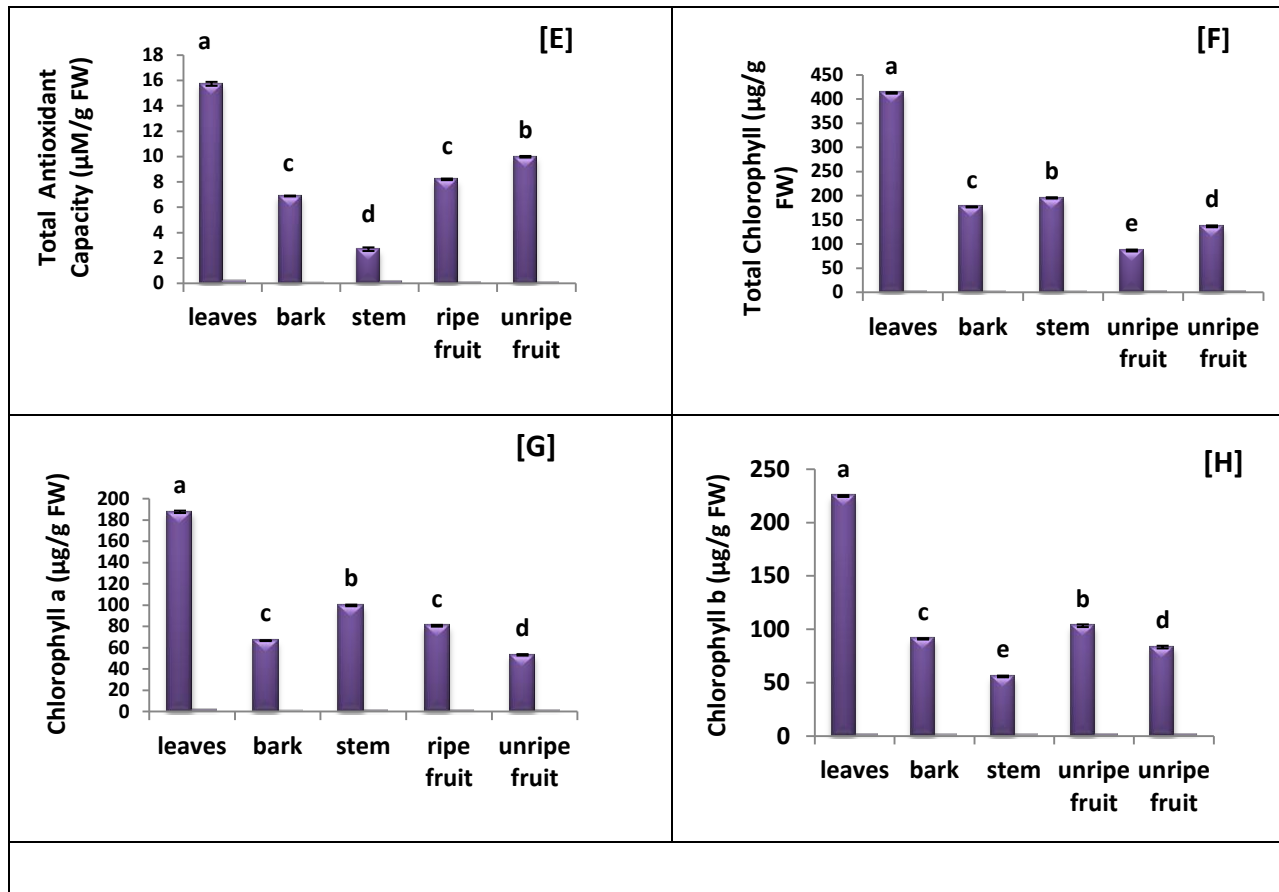 [E]
Total Antioxidant
Capacity (µM/g FW)
18
16
14
12
10
8
6
4
2
0
a
c
d
c
b
leaves bark stem ripe unripe
fruit fruit
[F]
Total Chlorophyll (µg/g
FW)
450
400
350
300
250
200
150
100
50
0
a
c
b
e
d
leaves bark stem unripe unripe
fruit fruit
[G]
Chlorophyll a (µg/g FW)
200
180
160
140
120
100
80
60
40
20
0
a
c
b
c
d
leaves bark stem ripe unripe
fruit fruit
[H]
Chlorophyll b (µg/g FW)
250
200
150
100
50
0
a
c
e
b
d
leaves bark stem unripe unripe
fruit fruit